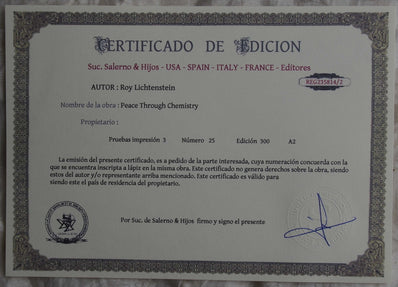 CERTIFICADO DE EDICION
Suc. Salerno & Hijos - USA - SPAIN - ITALY - FRANCE - Editores
REG235814/2
AUTOR : Roy Lichtenstein
Nombre de la obra : Peace Through Chemistry
Propietario :
Pruebas impresión 3 Número 25 Edición 300 A2
La emisión del presente certificado, es a pedido de la parte interesada, cuya numeración concuerda con la
que se encuentra inscripta a lápiz en la misma obra. Este certificado no genera derechos sobre la obra, siendo
estos del autor y/o representante arriba mencionado. Este certificado es válido para
siendo este el país de residencia del propietario.
Por Suc. de Salerno & Hijos firmo y signo el presente